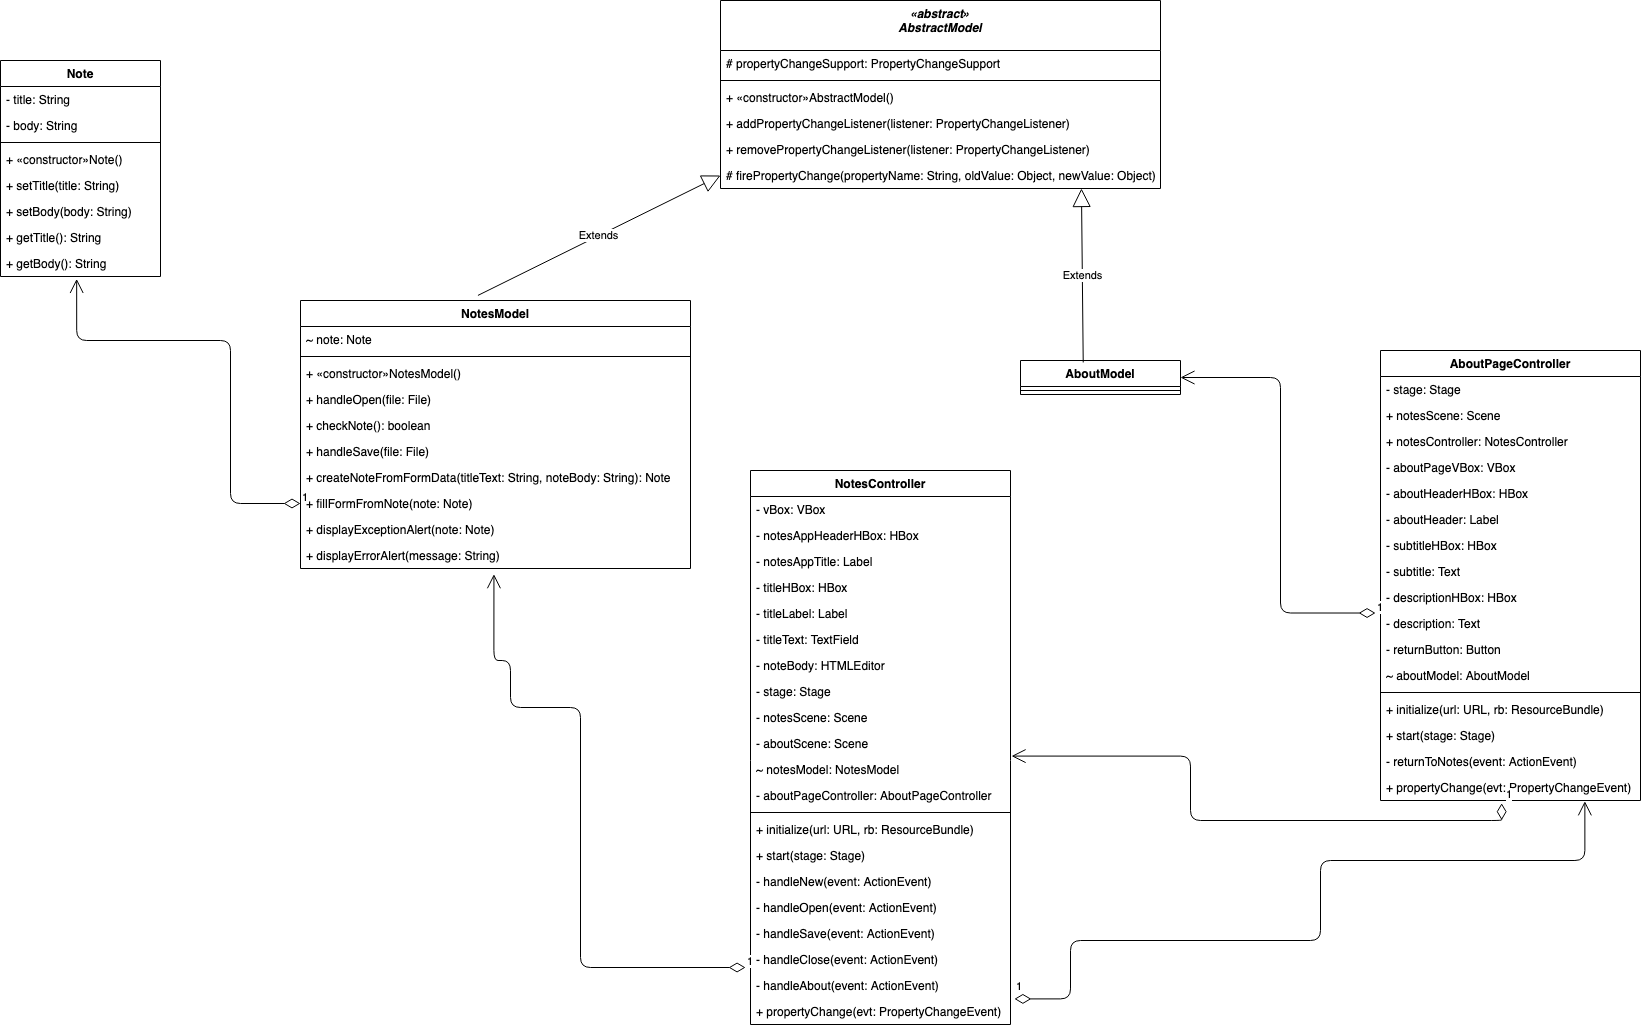 «abstract»
AbstractModel
# propertyChangeSupport: PropertyChangeSupport
+ «constructor»AbstractModel()
+ addPropertyChangeListener(listener: PropertyChangeListener)
+ removePropertyChangeListener(listener: PropertyChangeListener)
# firePropertyChange(propertyName: String, oldValue: Object, newValue: Object)
Note
- title: String
- body: String
+ «constructor»Note()
+ setTitle(title: String)
+ setBody(body: String)
+ getTitle(): String
+ getBody(): String
Extends
Extends
NotesModel
~ note: Note
+ «constructor»NotesModel()
+ handleOpen(file: File)
+ checkNote(): boolean
+ handleSave(file: File)
+ createNoteFromFormData(titleText: String, noteBody: String): Note
1
+ fillFormFromNote(note: Note)
+ displayExceptionAlert(note: Note)
+ displayErrorAlert(message: String)
AboutModel
AboutPageController
- stage: Stage
+ notesScene: Scene
+ notesController: NotesController
- aboutPageVBox: VBox
- aboutHeaderHBox: HBox
- aboutHeader: Label
- subtitleHBox: HBox
- subtitle: Text
- descriptionHBox: HBox
1
- description: Text
- returnButton: Button
~ aboutModel: AboutModel
+ initialize(url: URL, rb: ResourceBundle)
+ start(stage: Stage)
- returnToNotes(event: ActionEvent)
+ propertyChange(evt: PropertyChangeEvent)
1
NotesController
- vBox: VBox
- notesAppHeaderHBox: HBox
- notesAppTitle: Label
- titleHBox: HBox
- titleLabel: Label
- titleText: TextField
- noteBody: HTMLEditor
- stage: Stage
- notesScene: Scene
- aboutScene: Scene
~ notesModel: NotesModel
- aboutPageController: AboutPageController
+ initialize(url: URL, rb: ResourceBundle)
+ start(stage: Stage)
- handleNew(event: ActionEvent)
- handleOpen(event: ActionEvent)
- handleSave(event: ActionEvent)
1
- handleClose(event: ActionEvent)
- handleAbout(event: ActionEvent)
1
+ propertyChange(evt: PropertyChangeEvent)